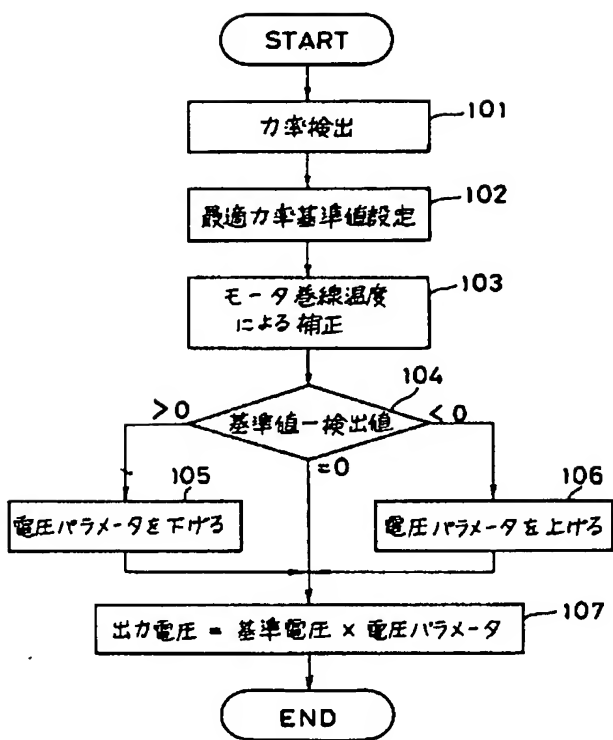 START
力率検出
101
最適力率基準値設定
102
モータ巻線温度
による補正
103
104
>0
基準値ー検出値
<0
=0
105
電圧パラメータを下げる
106
電圧パラメータを上げる
出力電圧 = 基準電圧 × 電圧パラメータ
107
END